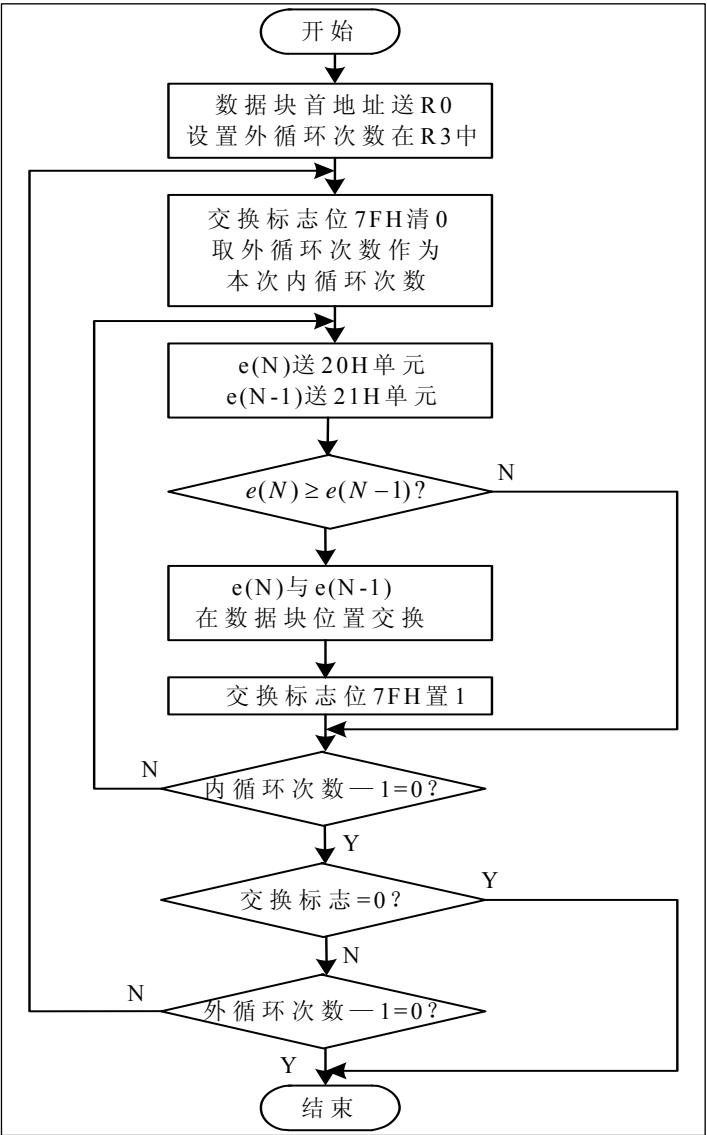 开始
数据块首地址送R0
设置外循环次数在R3中
交换标志位7FH清0
取外循环次数作为
本次内循环次数
e(N)送20H单元
e(N-1)送21H单元
e(N)≥e(N−1)?
N
e(N)与e(N-1)
在数据块位置交换
交换标志位7FH置1
N
内循环次数—1=0?
Y
交换标志=0?
Y
N
N
外循环次数—1=0?
Y
结束